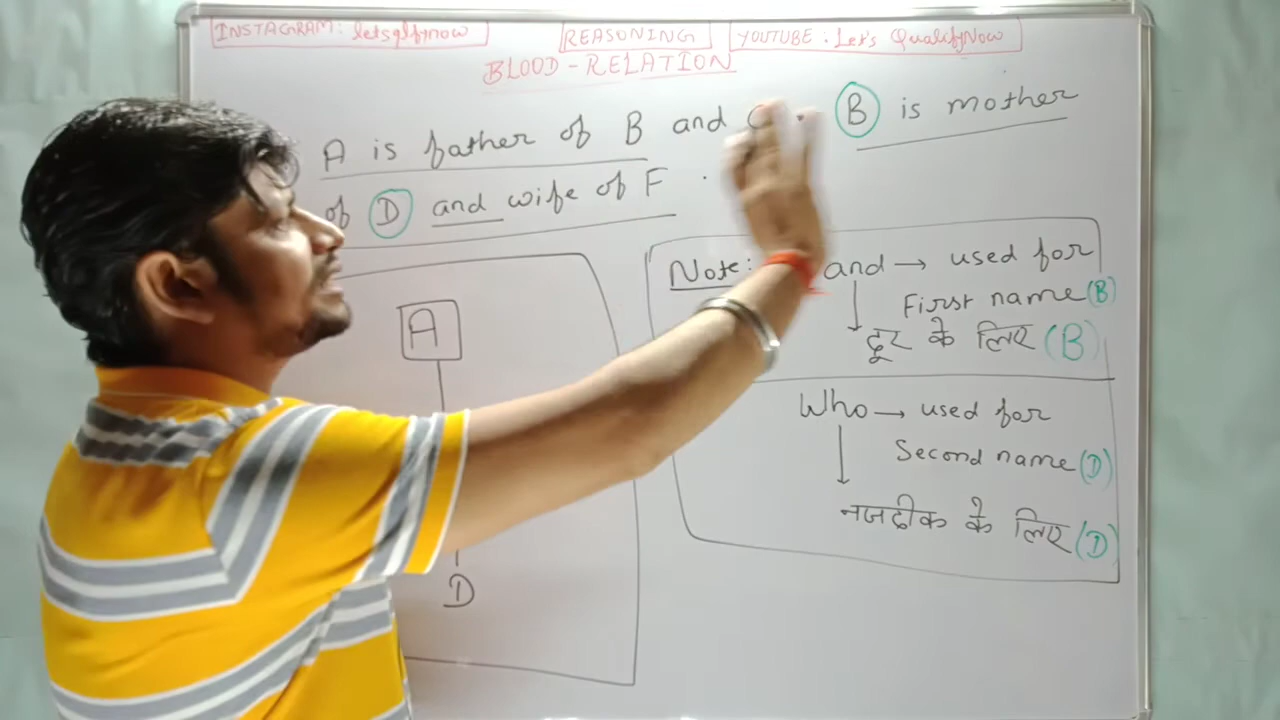 INSTAGRAM: letsqlfynow
REASONING
YOUTUBE: Let's QualifyNow
BLOOD-RELATION
A is father of B and C. B is mother
of D and wife of F.
Note: and → used for
First name (B)
दूर के लिए (B)
Who → used for
Second name (D)
नजदीक के लिए (D)
A
D